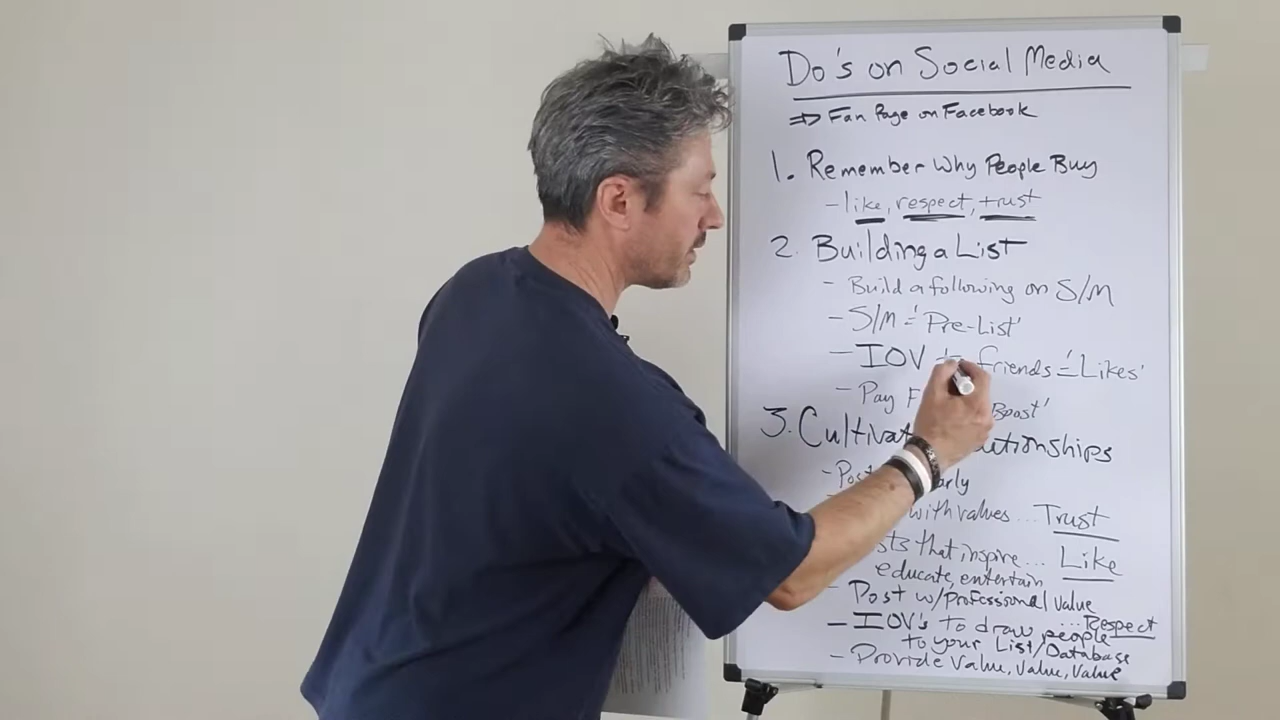 Do's on Social Media
⇒ Fan Page on Facebook
1. Remember Why People Buy
- like, respect, trust
2. Building a List
- Build a following on S/M
- S/M = 'Pre-List'
- IOV to friends = 'Likes'
- Pay Boost'
3. Cultivat ationships
- Post arly
with values... Trust
sts that inspire... Like
educate, entertain
- Post w/professional value
...Respect
- IOV's to draw people
to your List/Database
- Provide Value, Value, Value